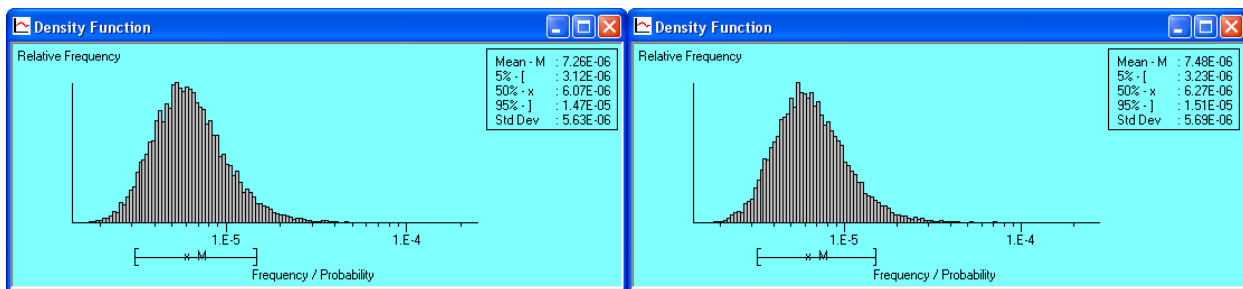 Density Function
Relative Frequency
Mean - M : 7.26E-06
5% - [ : 3.12E-06
50% - x : 6.07E-06
95% - ] : 1.47E-05
Std Dev : 5.63E-06
1.E-5 1.E-4
[ x M ]
Frequency / Probability
Density Function
Relative Frequency
Mean - M : 7.48E-06
5% - [ : 3.23E-06
50% - x : 6.27E-06
95% - ] : 1.51E-05
Std Dev : 5.69E-06
1.E-5 1.E-4
[ x M ]
Frequency / Probability